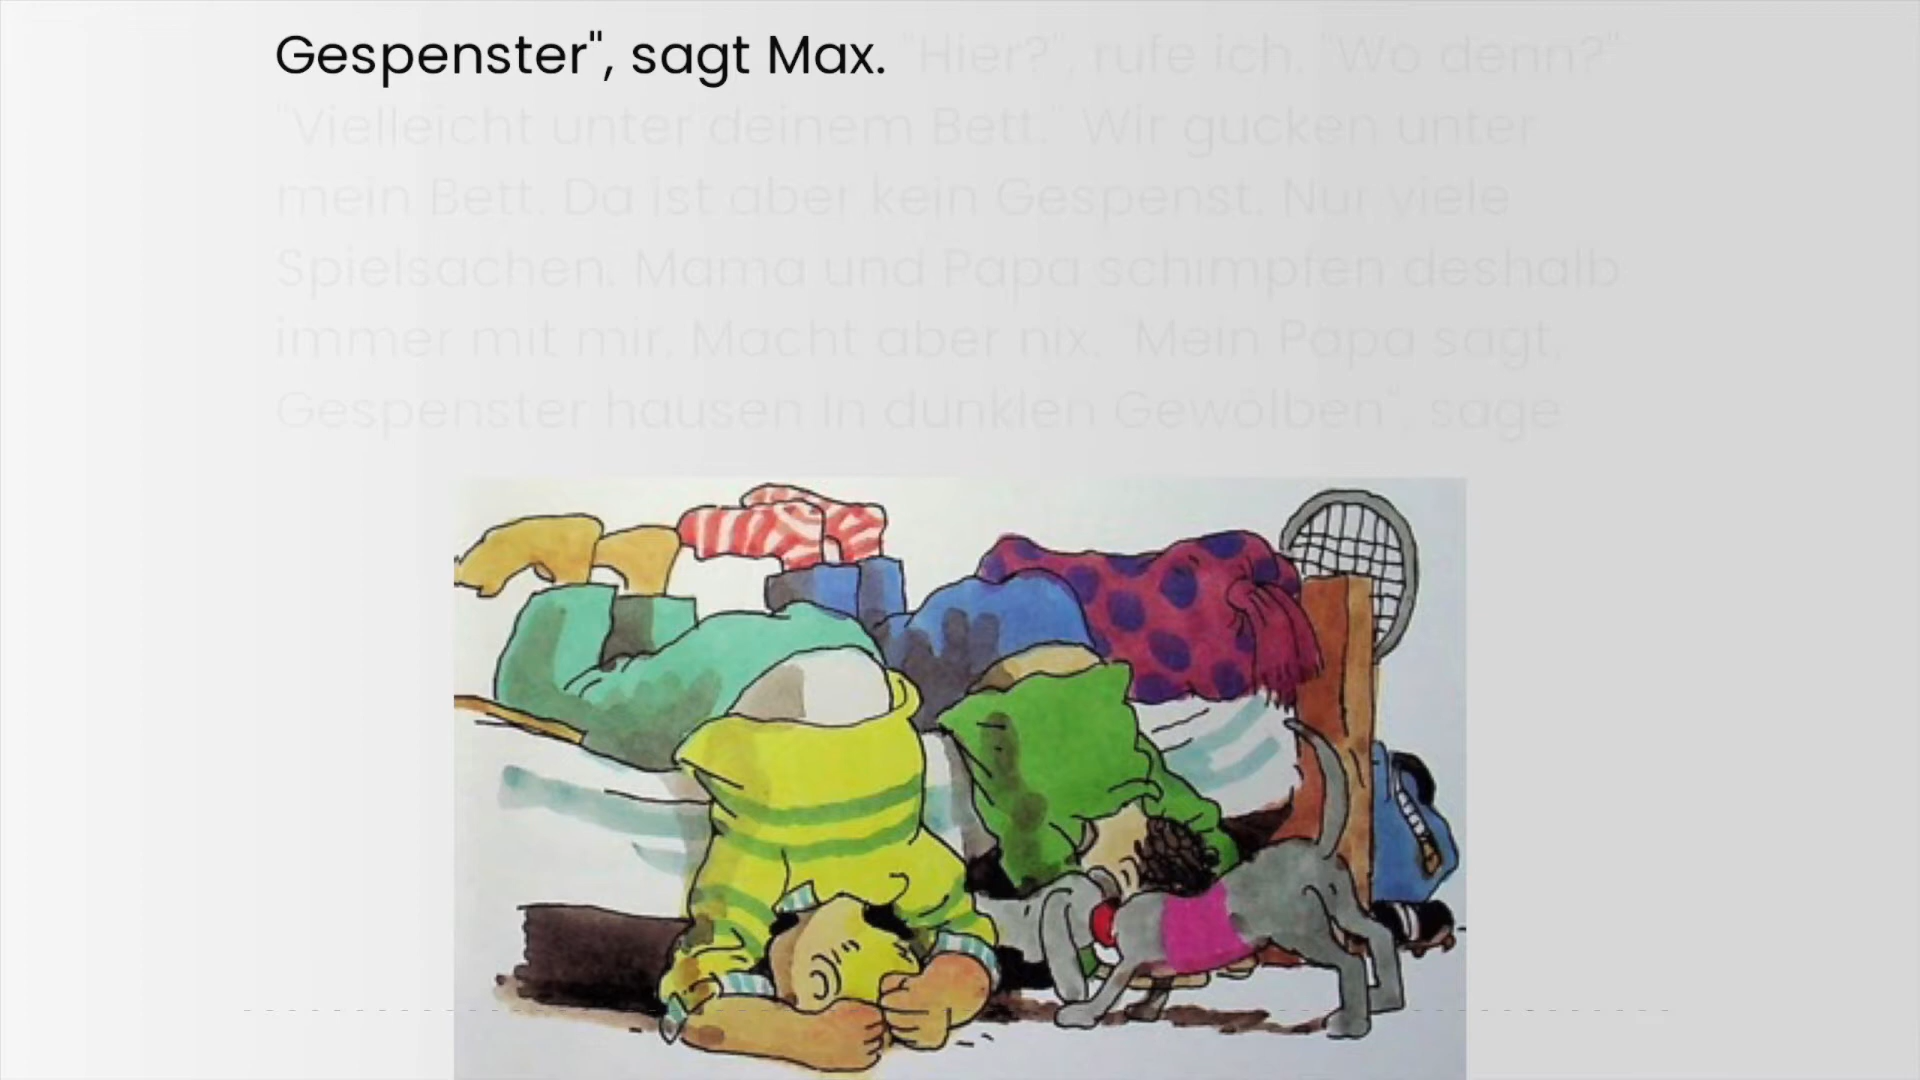 Gespenster", sagt Max. "Hier?", rufe ich. "Wo denn?"
"Vielleicht unter deinem Bett." Wir gucken unter
mein Bett. Da ist aber kein Gespenst. Nur viele
Spielsachen. Mama und Papa schimpfen deshalb
immer mit mir. Macht aber nix. "Mein Papa sagt,
Gespenster hausen in dunklen Gewölben", sage